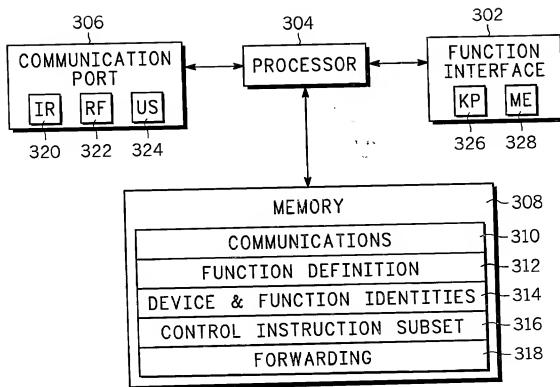 306
304
302
COMMUNICATION
PORT
IR RF US
320 322 324
PROCESSOR
FUNCTION
INTERFACE
KP ME
326 328
MEMORY
308
COMMUNICATIONS
310
FUNCTION DEFINITION
312
DEVICE & FUNCTION IDENTITIES
314
CONTROL INSTRUCTION SUBSET
316
FORWARDING
318